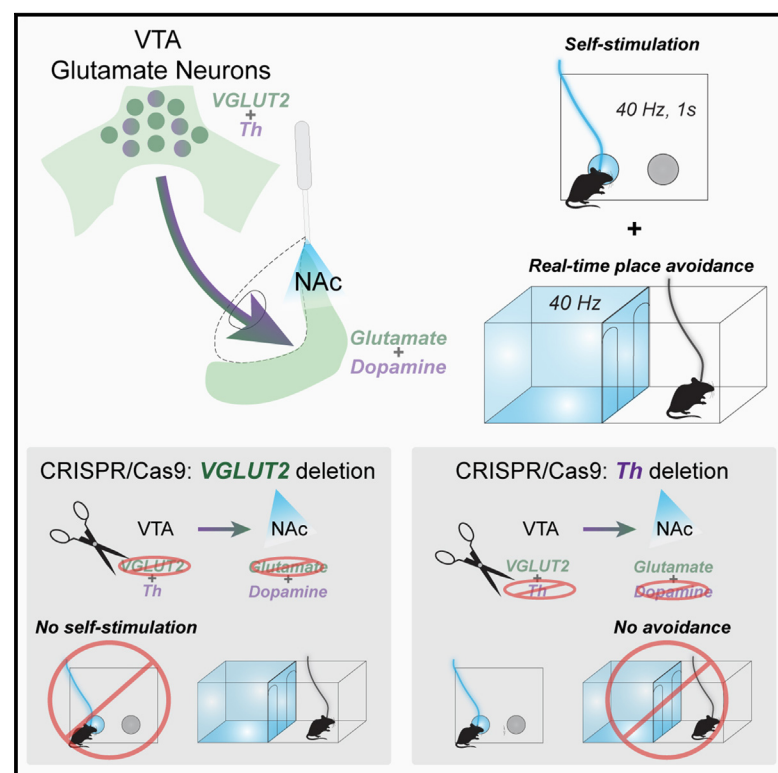 VTA
Glutamate Neurons
VGLUT2
+
Th
NAc
Glutamate
+
Dopamine
Self-stimulation
40 Hz, 1s
+
Real-time place avoidance
40 Hz
CRISPR/Cas9: VGLUT2 deletion
VTA
NAc
VGLUT2
+
Th
Glutamate
+
Dopamine
No self-stimulation
CRISPR/Cas9: Th deletion
VTA
NAc
VGLUT2
+
Th
Glutamate
+
Dopamine
No avoidance